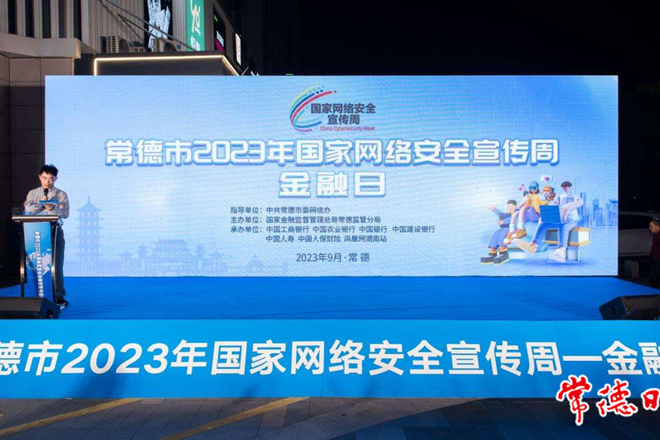 国家网络安全
宣传周
China Cybersecurity Week
常德市2023年国家网络安全宣传周
金融日
指导单位：中共常德市委网信办
主办单位：国家金融监督管理总局常德监管分局
承办单位：中国工商银行 中国农业银行 中国银行 中国建设银行
中国人寿 中国人保财险 凤凰网湖南站
2023年9月·常德
德市2023年国家网络安全宣传周—金融
常德日